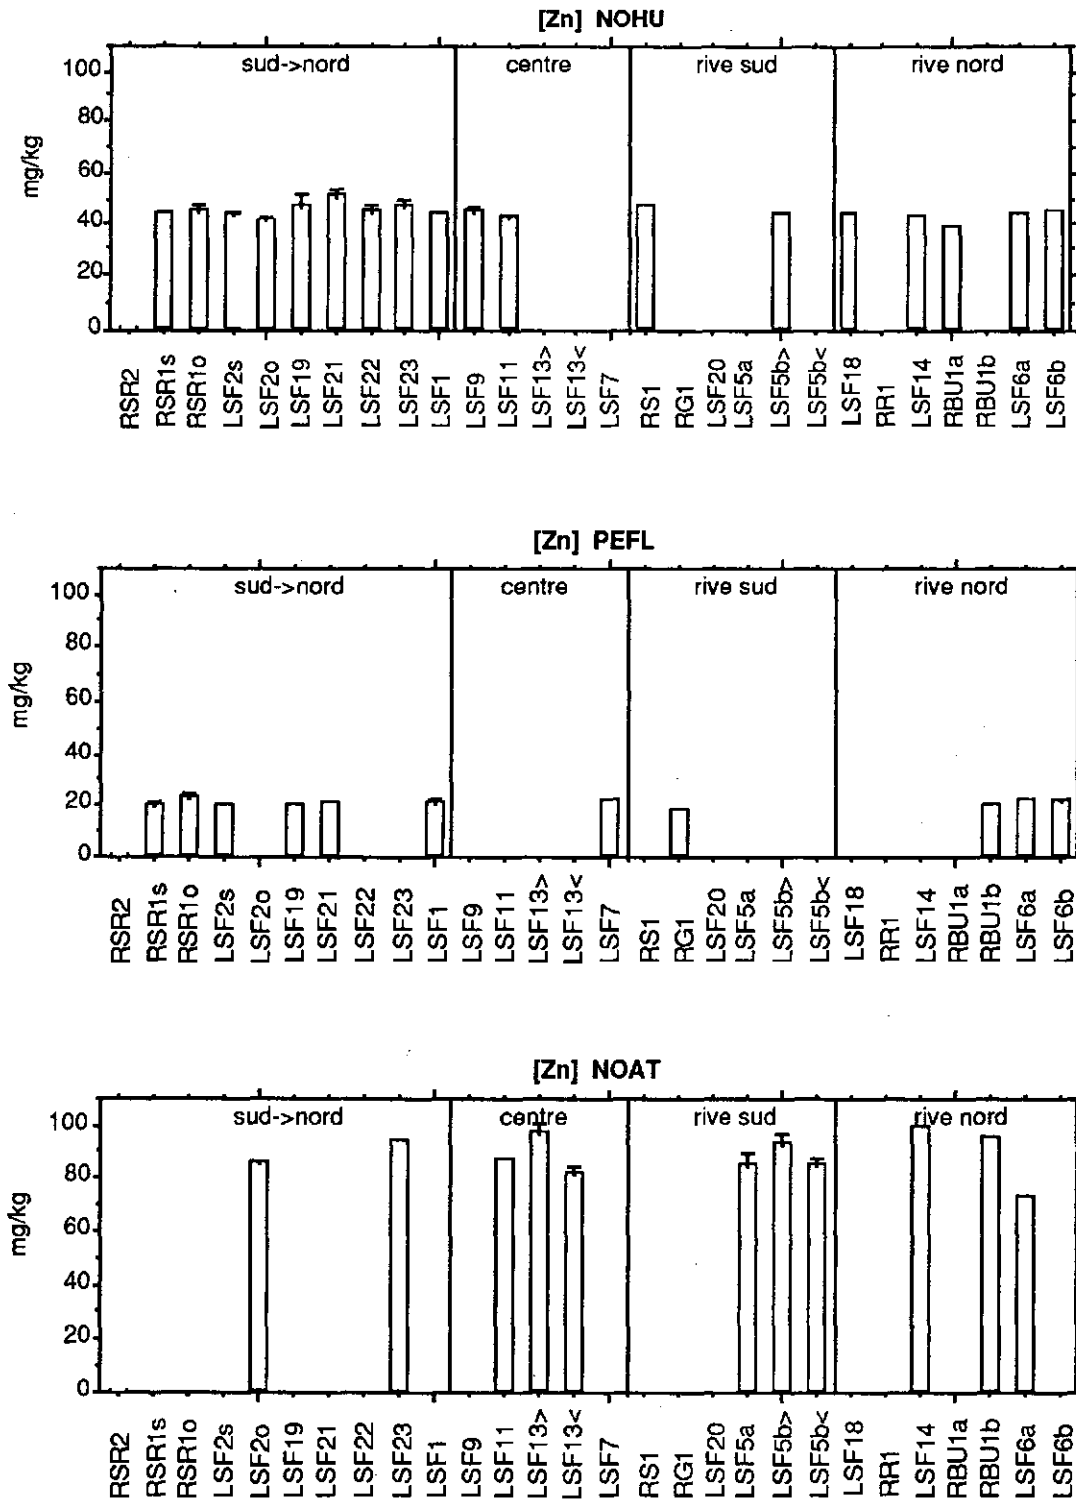 [Zn] NOHU
sud->nord centre rive sud rive nord
100
80
60
40
20
0
mg/kg
RSR2 RSR1s RSR1o LSF2s LSF2o LSF19 LSF21 LSF22 LSF23 LSF1 LSF9 LSF11 LSF13> LSF13< LSF7 RS1 RG1 LSF20 LSF5a LSF5b> LSF5b< LSF18 RR1 LSF14 RBU1a RBU1b LSF6a LSF6b
[Zn] PEFL
sud->nord centre rive sud rive nord
100
80
60
40
20
0
mg/kg
RSR2 RSR1s RSR1o LSF2s LSF2o LSF19 LSF21 LSF22 LSF23 LSF1 LSF9 LSF11 LSF13> LSF13< LSF7 RS1 RG1 LSF20 LSF5a LSF5b> LSF5b< LSF18 RR1 LSF14 RBU1a RBU1b LSF6a LSF6b
[Zn] NOAT
sud->nord centre rive sud rive nord
100
80
60
40
20
0
mg/kg
RSR2 RSR1s RSR1o LSF2s LSF2o LSF19 LSF21 LSF22 LSF23 LSF1 LSF9 LSF11 LSF13> LSF13< LSF7 RS1 RG1 LSF20 LSF5a LSF5b> LSF5b< LSF18 RR1 LSF14 RBU1a RBU1b LSF6a LSF6b